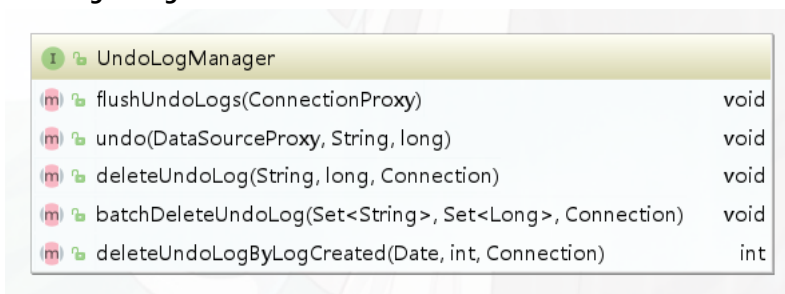 UndoLogManager
flushUndoLogs(ConnectionProxy) void
undo(DataSourceProxy, String, long) void
deleteUndoLog(String, long, Connection) void
batchDeleteUndoLog(Set<String>, Set<Long>, Connection) void
deleteUndoLogByLogCreated(Date, int, Connection) int